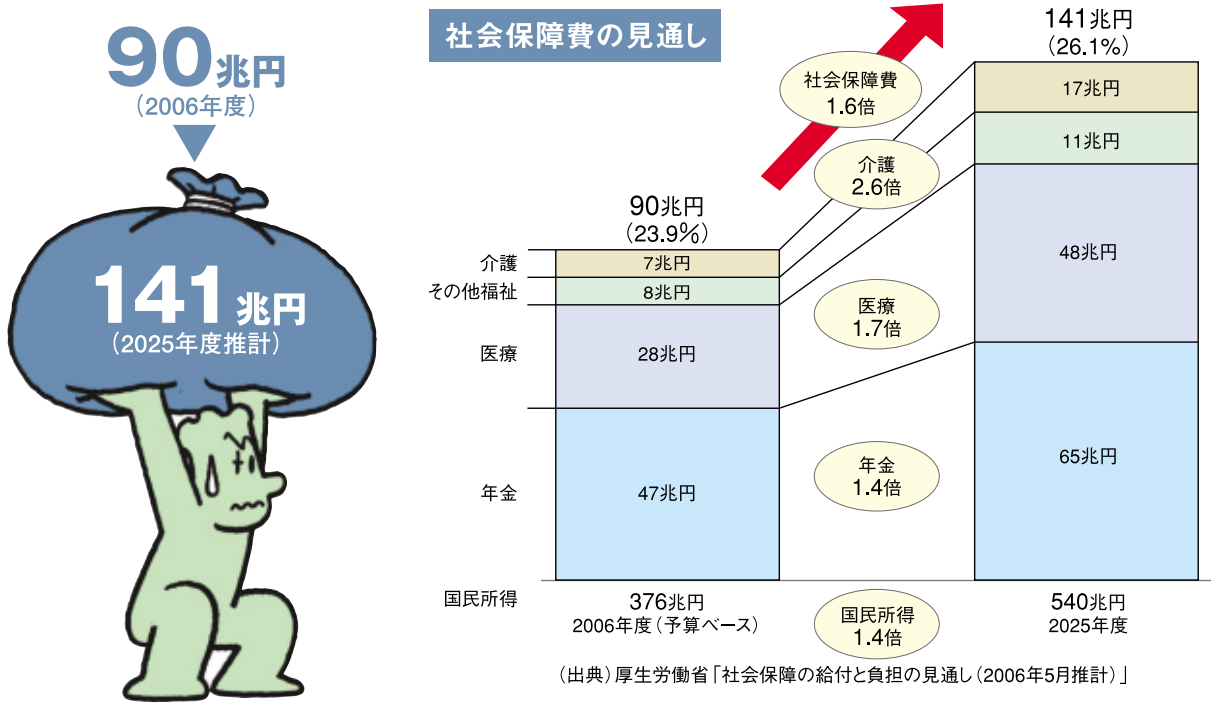 90兆円
(2006年度)
141兆円
(2025年度推計)
社会保障費の見通し
141兆円
(26.1%)
社会保障費
1.6倍
17兆円
11兆円
介護
2.6倍
90兆円
(23.9%)
介護
7兆円
その他福祉
8兆円
48兆円
医療
1.7倍
医療
28兆円
65兆円
年金
1.4倍
年金
47兆円
国民所得
376兆円
2006年度(予算ベース)
国民所得
1.4倍
540兆円
2025年度
(出典)厚生労働省「社会保障の給付と負担の見通し(2006年5月推計)」